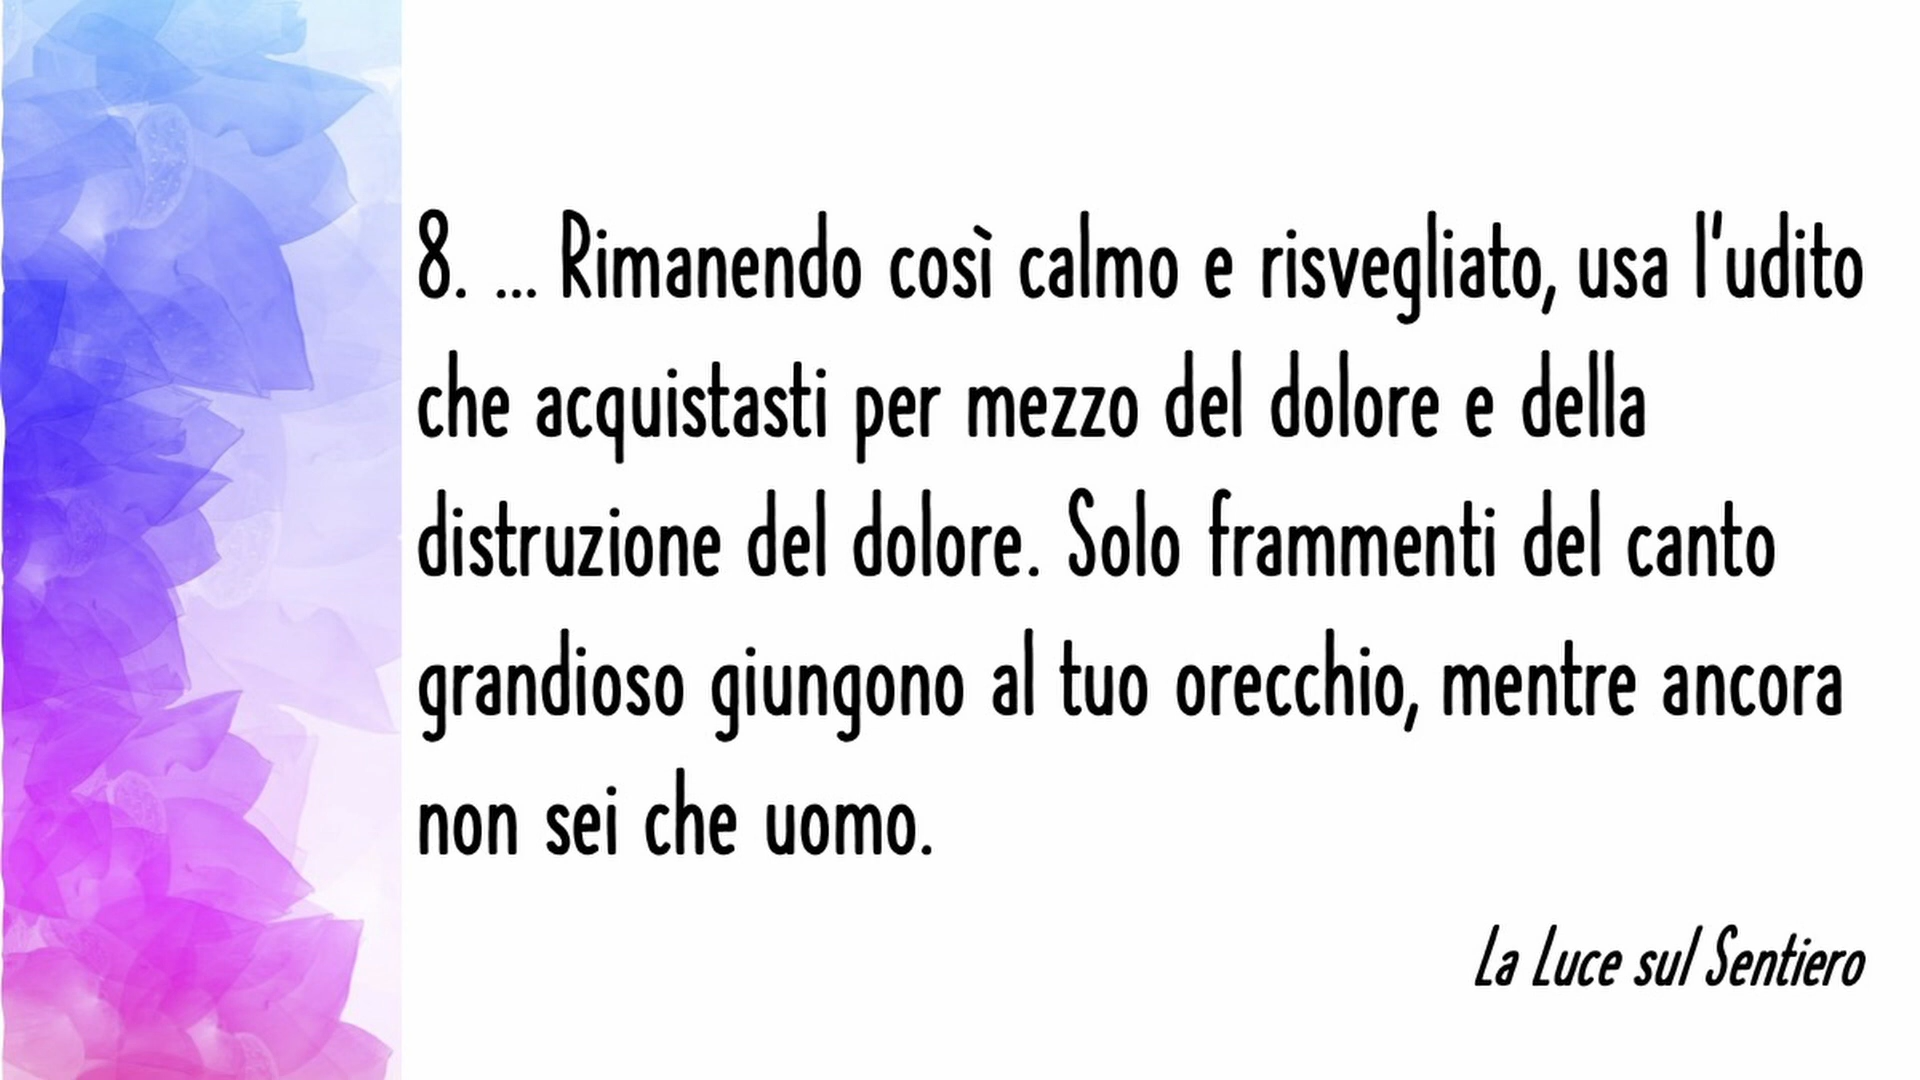 8. ... Rimanendo così calmo e risvegliato, usa l'udito
che acquistasti per mezzo del dolore e della
distruzione del dolore. Solo frammenti del canto
grandioso giungono al tuo orecchio, mentre ancora
non sei che uomo.
La Luce sul Sentiero